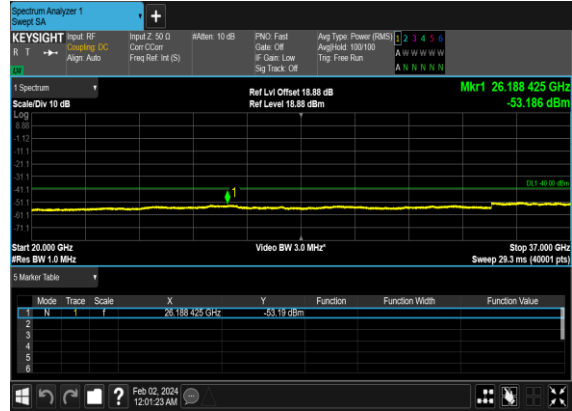 Spectrum Analyzer 1
Swept SA
+
KEYSIGHT Input: RF Input Z: 50 Ω #Atten: 10 dB PNO: Fast Avg Type: Power (RMS) 1 2 3 4 5 6
R T Coupling: DC Corr CCorr Gate: Off Avg|Hold: 100/100 A W W W W W
Align: Auto Freq Ref: Int (S) IF Gain: Low Trig: Free Run
Sig Track: Off A N N N N N
1 Spectrum Ref Lvl Offset 18.88 dB Mkr1 26.188 425 GHz
Scale/Div 10 dB Ref Level 18.88 dBm -53.186 dBm
Log
8.88
-1.12
-11.1
-21.1
-31.1
DL1 -40.00 dBm
-41.1
1
-51.1
-61.1
-71.1
Start 20.000 GHz Video BW 3.0 MHz* Stop 37.000 GHz
#Res BW 1.0 MHz Sweep 29.3 ms (40001 pts)
5 Marker Table
Mode Trace Scale X Y Function Function Width Function Value
1 N 1 f 26.188 425 GHz -53.19 dBm
2
3
4
5
6
? Feb 02, 2024
12:01:23 AM